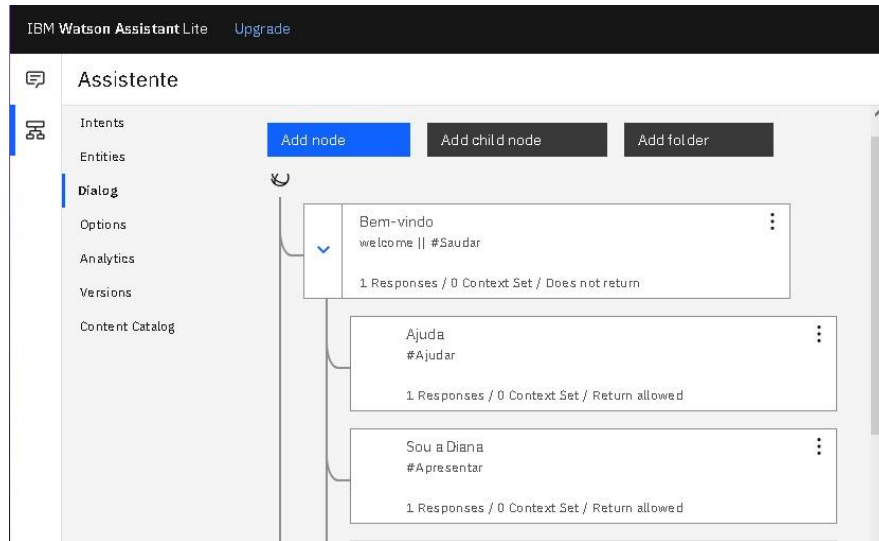 IBM Watson Assistant Lite Upgrade
Assistente
Intents
Entities
Dialog
Options
Analytics
Versions
Content Catalog
Add node Add child node Add folder
Bem-vindo
welcome || #Saudar
1 Responses / 0 Context Set / Does not return
Ajuda
#Ajudar
1 Responses / 0 Context Set / Return allowed
Sou a Diana
#Apresentar
1 Responses / 0 Context Set / Return allowed